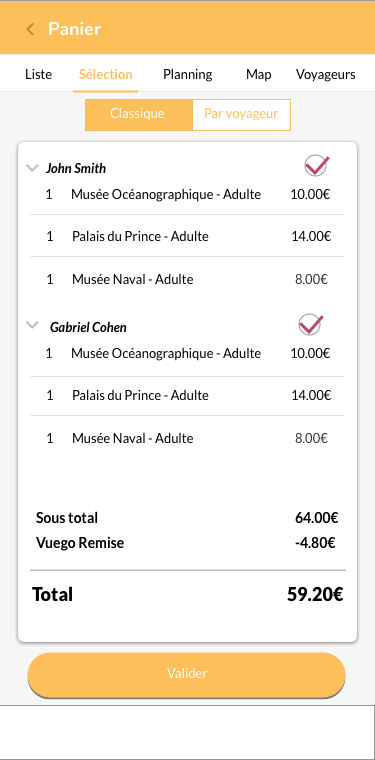 Panier
Liste Sélection Planning Map Voyageurs
Classique Par voyageur
John Smith
1 Musée Océanographique - Adulte 10.00€
1 Palais du Prince - Adulte 14.00€
1 Musée Naval - Adulte 8.00€
Gabriel Cohen
1 Musée Océanographique - Adulte 10.00€
1 Palais du Prince - Adulte 14.00€
1 Musée Naval - Adulte 8.00€
Sous total 64.00€
Vuego Remise -4.80€
Total 59.20€
Valider